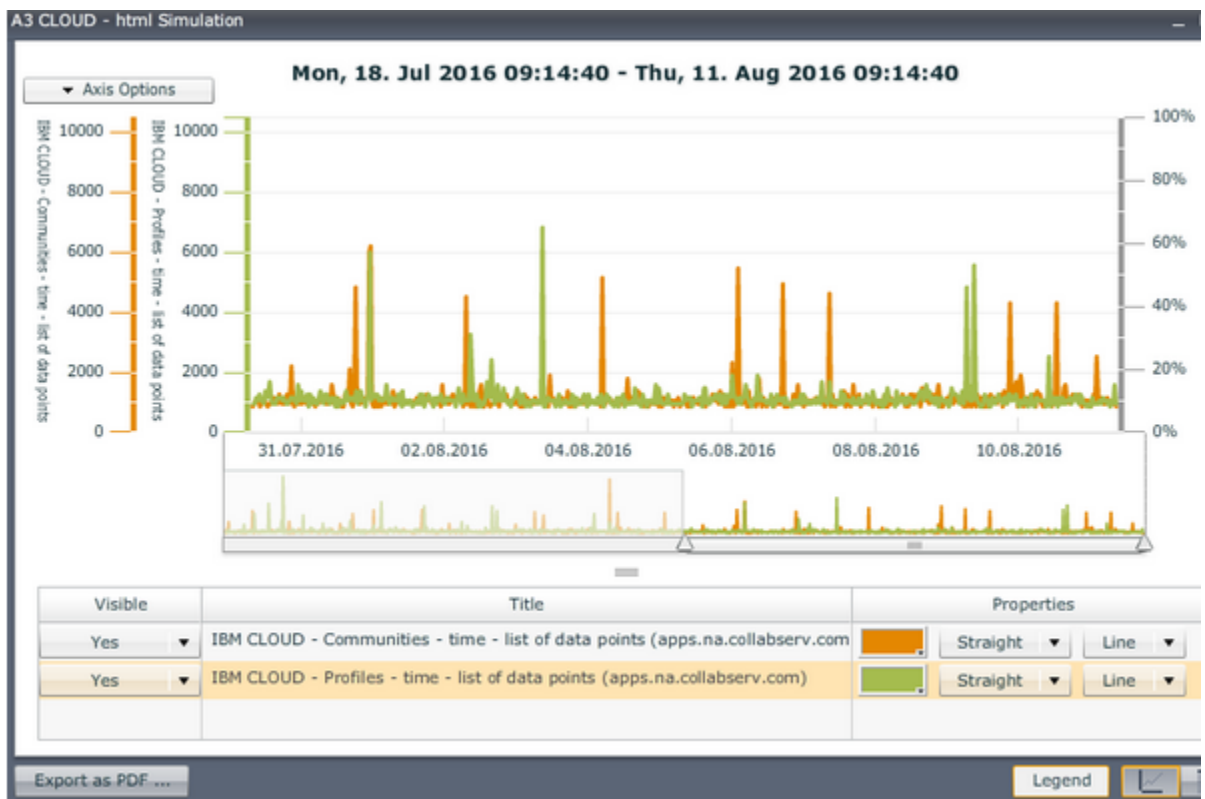 A3 CLOUD - html Simulation
Mon, 18. Jul 2016 09:14:40 - Thu, 11. Aug 2016 09:14:40
Axis Options
IBM CLOUD - Communities - time - list of data points
10000
8000
6000
4000
2000
0
IBM CLOUD - Profiles - time - list of data points
10000
8000
6000
4000
2000
0
100%
80%
60%
40%
20%
0%
31.07.2016 02.08.2016 04.08.2016 06.08.2016 08.08.2016 10.08.2016
Visible Title Properties
Yes IBM CLOUD - Communities - time - list of data points (apps.na.collabserv.com Straight Line
Yes IBM CLOUD - Profiles - time - list of data points (apps.na.collabserv.com) Straight Line
Export as PDF ... Legend